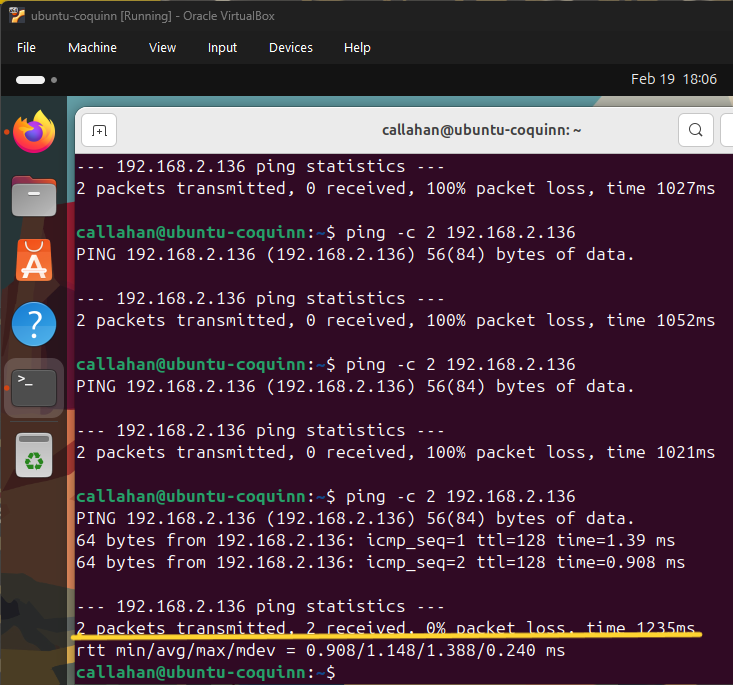 ubuntu-coquinn [Running] - Oracle VirtualBox
File Machine View Input Devices Help
Feb 19 18:06
callahan@ubuntu-coquinn: ~
--- 192.168.2.136 ping statistics ---
2 packets transmitted, 0 received, 100% packet loss, time 1027ms
callahan@ubuntu-coquinn:~$ ping -c 2 192.168.2.136
PING 192.168.2.136 (192.168.2.136) 56(84) bytes of data.
--- 192.168.2.136 ping statistics ---
2 packets transmitted, 0 received, 100% packet loss, time 1052ms
callahan@ubuntu-coquinn:~$ ping -c 2 192.168.2.136
PING 192.168.2.136 (192.168.2.136) 56(84) bytes of data.
--- 192.168.2.136 ping statistics ---
2 packets transmitted, 0 received, 100% packet loss, time 1021ms
callahan@ubuntu-coquinn:~$ ping -c 2 192.168.2.136
PING 192.168.2.136 (192.168.2.136) 56(84) bytes of data.
64 bytes from 192.168.2.136: icmp_seq=1 ttl=128 time=1.39 ms
64 bytes from 192.168.2.136: icmp_seq=2 ttl=128 time=0.908 ms
--- 192.168.2.136 ping statistics ---
2 packets transmitted, 2 received, 0% packet loss, time 1235ms
rtt min/avg/max/mdev = 0.908/1.148/1.388/0.240 ms
callahan@ubuntu-coquinn:~$